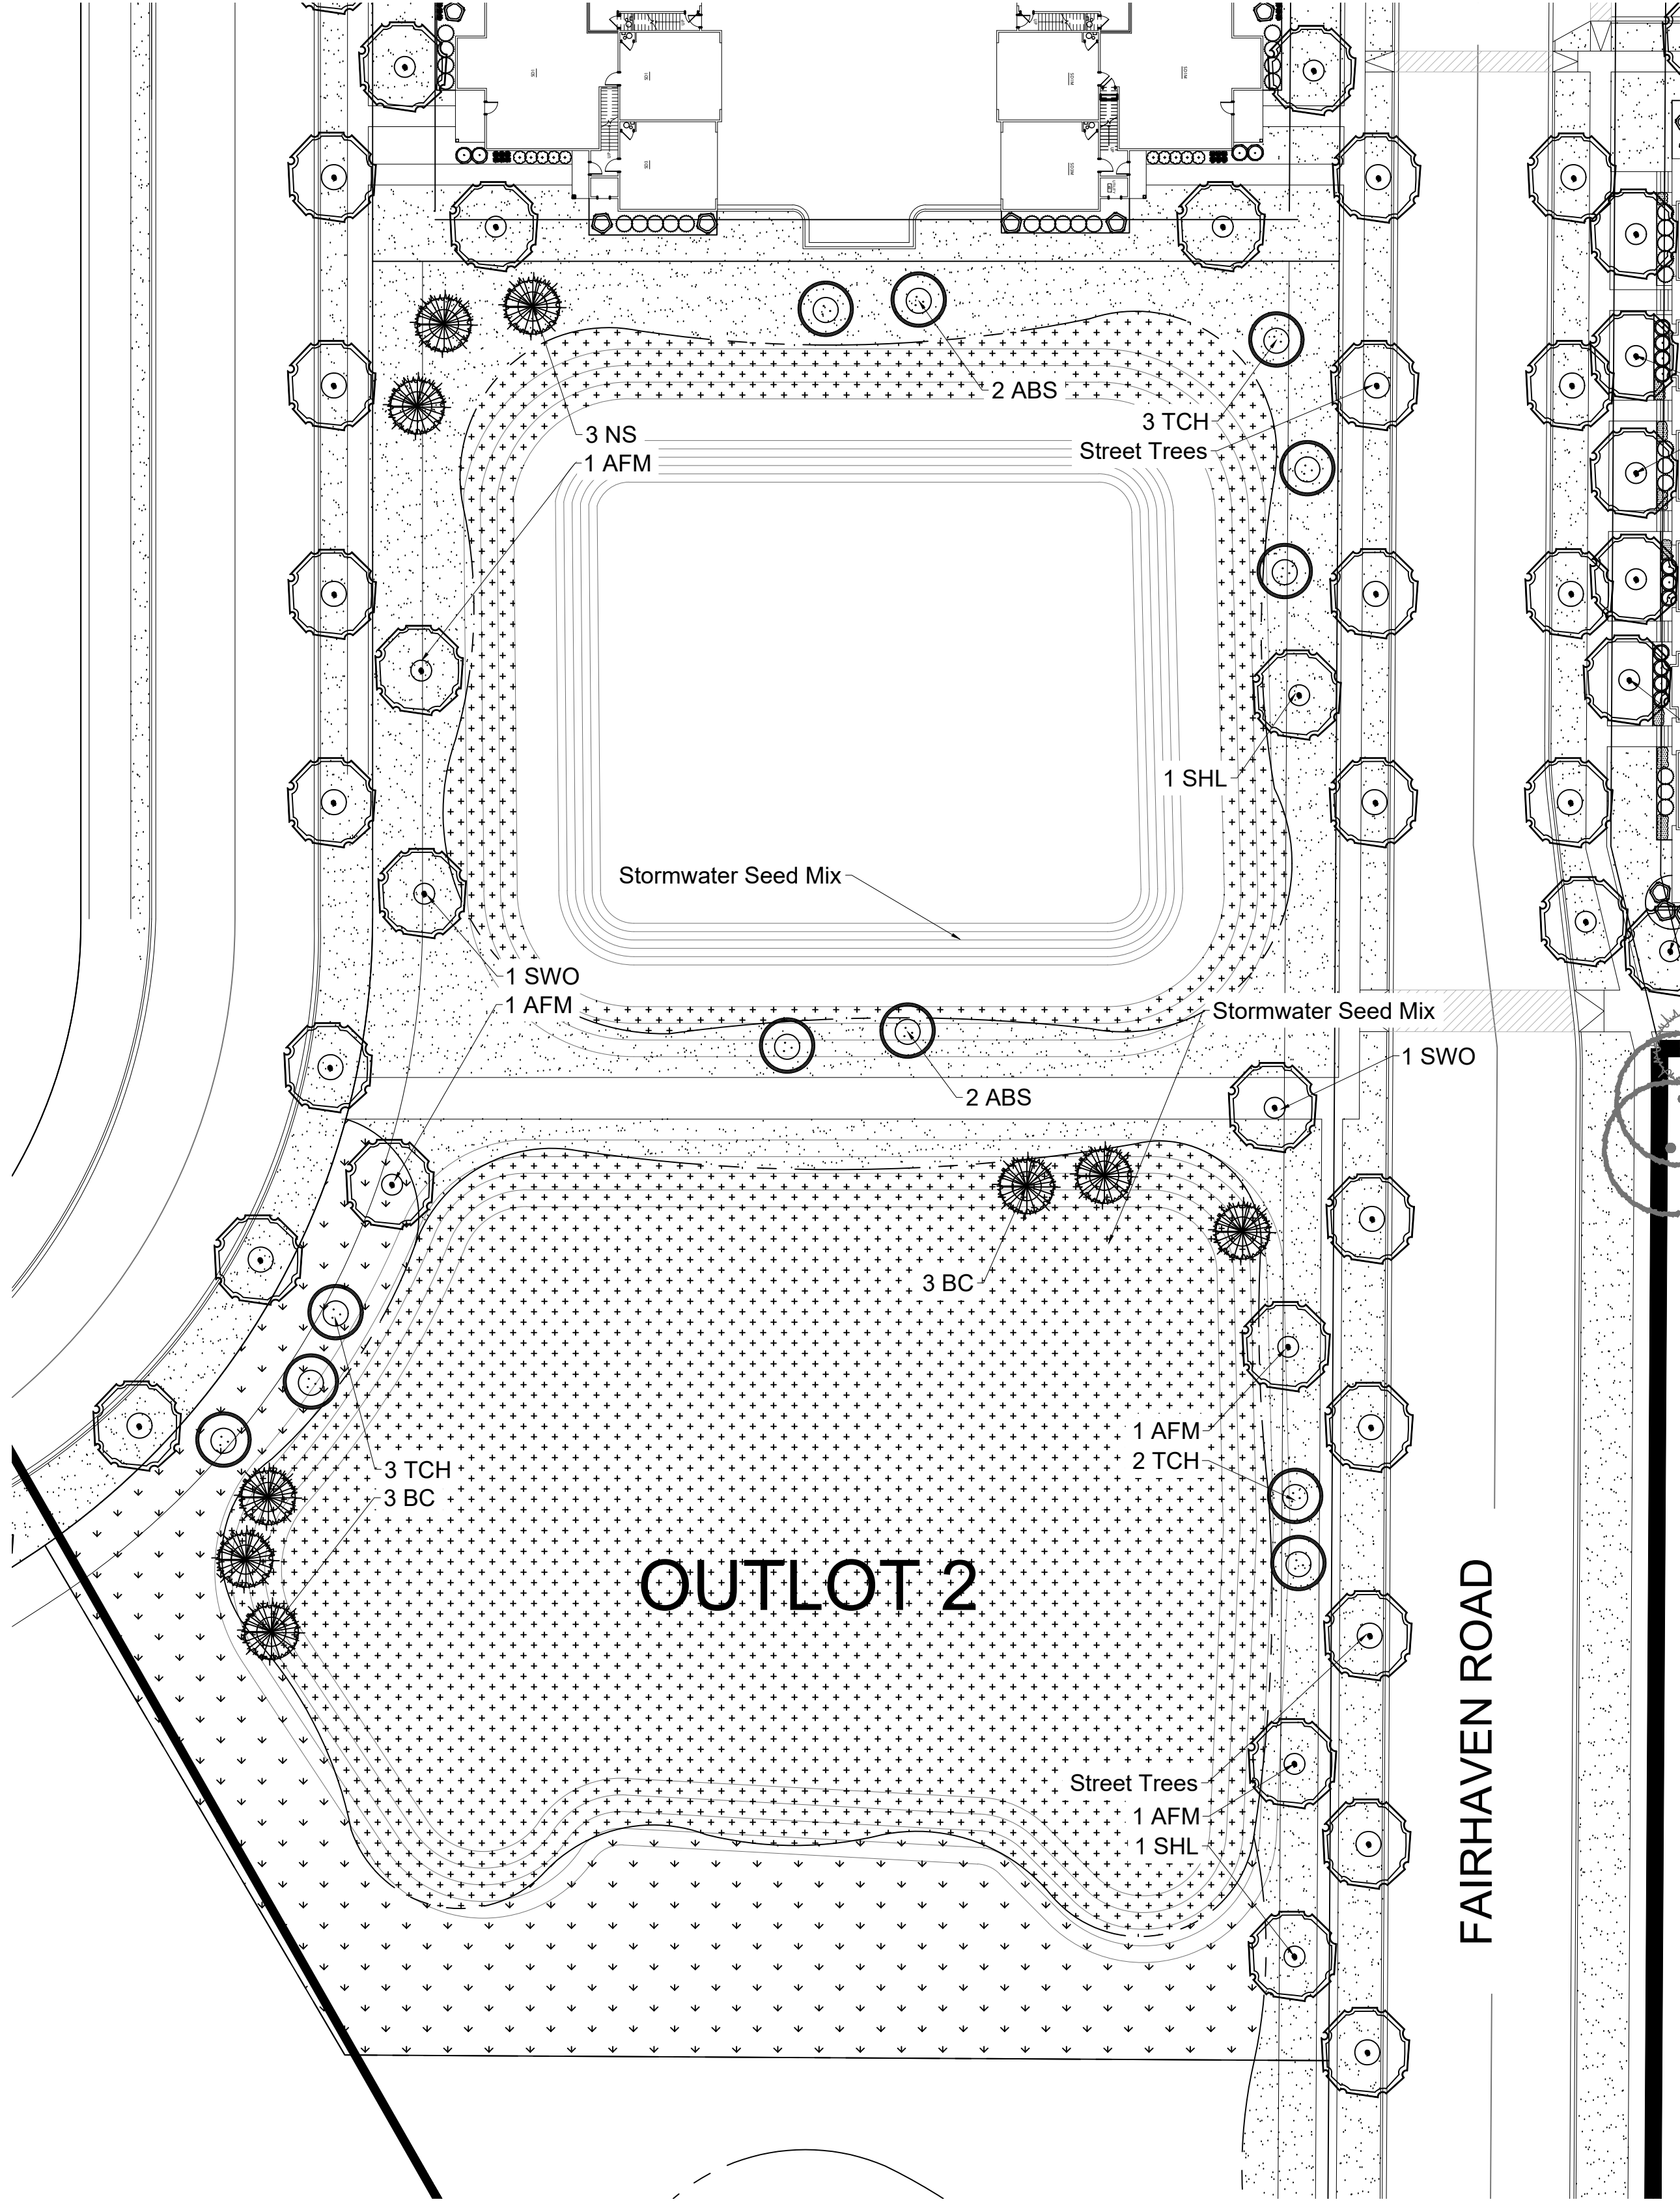 2 ABS
3 TCH
Street Trees
3 NS
1 AFM
1 SHL
Stormwater Seed Mix
1 SWO
1 AFM
Stormwater Seed Mix
1 SWO
2 ABS
3 BC
1 AFM
2 TCH
3 TCH
3 BC
OUTLOT 2
FAIRHAVEN ROAD
Street Trees
1 AFM
1 SHL